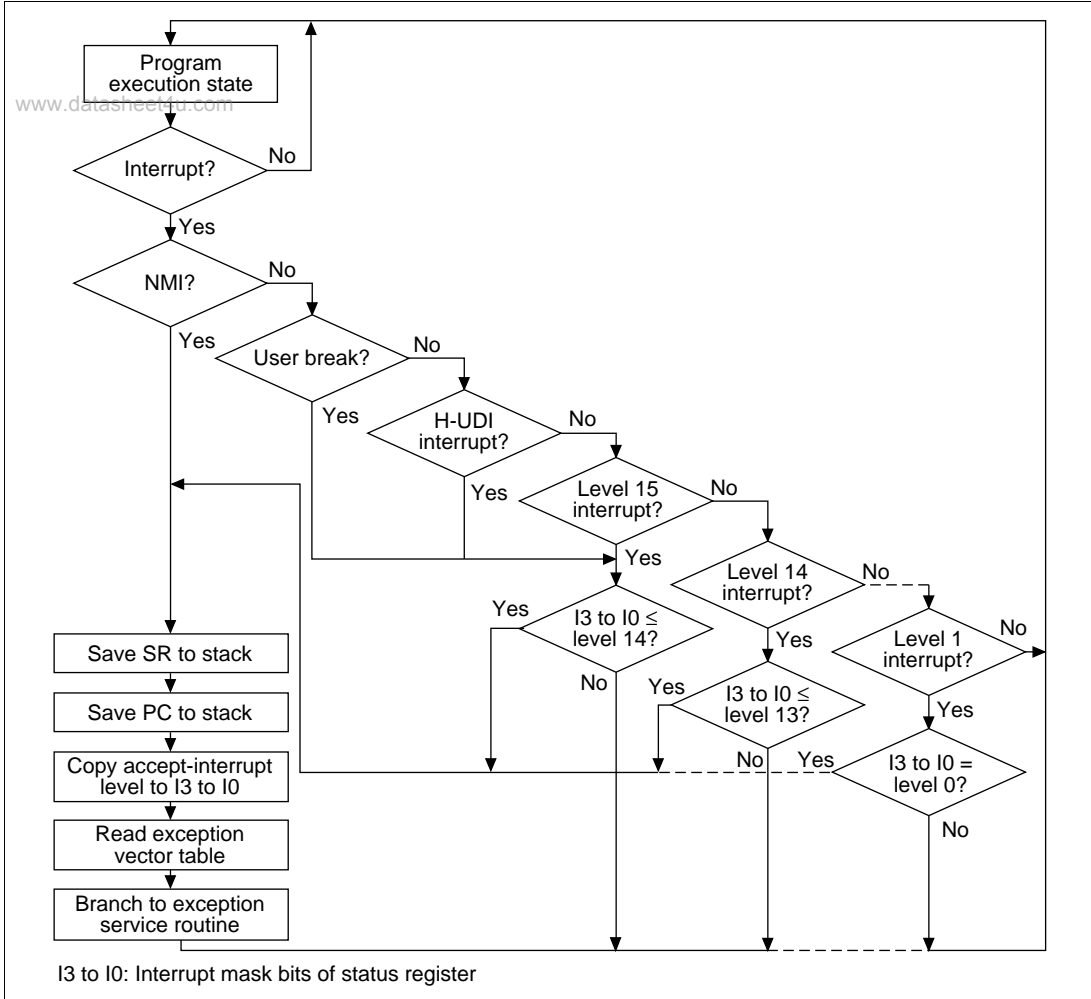 Program
execution state
www.datasheet4u.com
Interrupt?
No
Yes
NMI?
No
Yes
User break?
No
Yes
H-UDI
interrupt?
No
Yes
Level 15
interrupt?
No
Yes
Level 14
interrupt?
No
Yes
I3 to I0 ≤
level 14?
Yes
No
Level 1
interrupt?
No
Yes
I3 to I0 ≤
level 13?
Yes
No
I3 to I0 =
level 0?
Yes
No
Save SR to stack
Save PC to stack
Copy accept-interrupt
level to I3 to I0
Read exception
vector table
Branch to exception
service routine
I3 to I0: Interrupt mask bits of status register